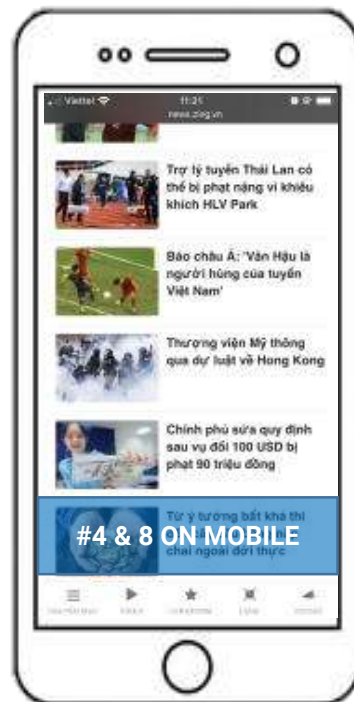 Viettel
11:21
news.zing.vn
Trợ lý tuyển Thái Lan có
thể bị phạt nặng vì khiêu
khích HLV Park
Báo châu Á: 'Văn Hậu là
người hùng của tuyển
Việt Nam'
Thượng viện Mỹ thông
qua dự luật về Hong Kong
Chính phủ sửa quy định
sau vụ đổi 100 USD bị
phạt 90 triệu đồng
Từ ý tưởng bất khả thi
#4 & 8 ON MOBILE
chai ngoài đời thực